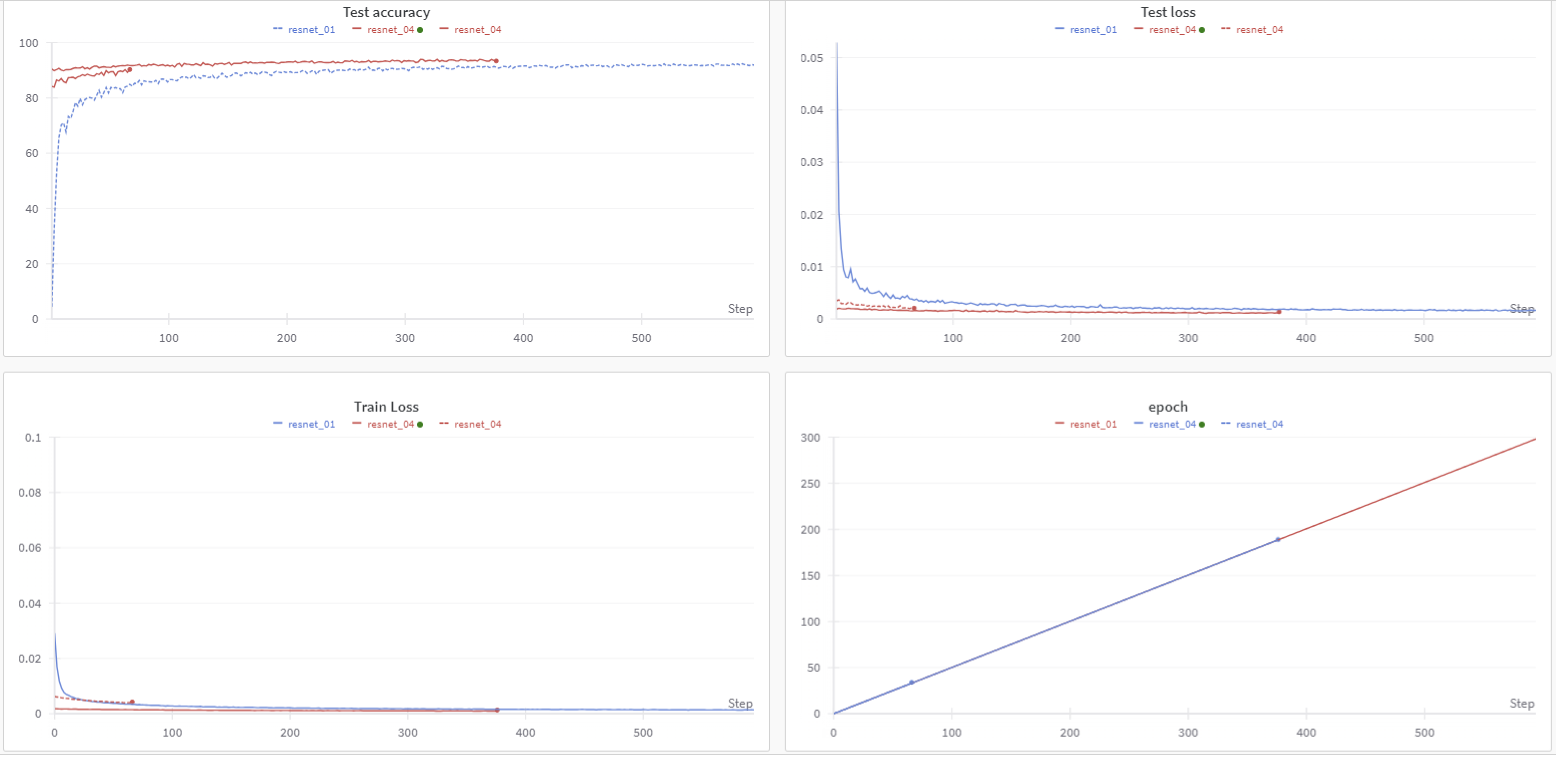 Test accuracy
resnet_01 resnet_04 resnet_04
100
80
60
40
20
0
100 200 300 400 500
Step
Test loss
resnet_01 resnet_04 resnet_04
0.05
0.04
0.03
0.02
0.01
0
100 200 300 400 500
Step
Train Loss
resnet_01 resnet_04 resnet_04
0.1
0.08
0.06
0.04
0.02
0
0 100 200 300 400 500
Step
epoch
resnet_01 resnet_04 resnet_04
300
250
200
150
100
50
0
0 100 200 300 400 500
Step